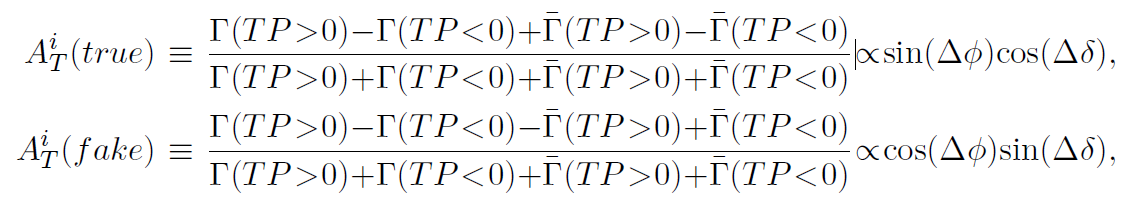 A_T^i(true) ≡ Γ(TP>0)−Γ(TP<0)+Γ̄(TP>0)−Γ̄(TP<0) / Γ(TP>0)+Γ(TP<0)+Γ̄(TP>0)+Γ̄(TP<0) ∝ sin(Δϕ)cos(Δδ),
A_T^i(fake) ≡ Γ(TP>0)−Γ(TP<0)−Γ̄(TP>0)+Γ̄(TP<0) / Γ(TP>0)+Γ(TP<0)+Γ̄(TP>0)+Γ̄(TP<0) ∝ cos(Δϕ)sin(Δδ),